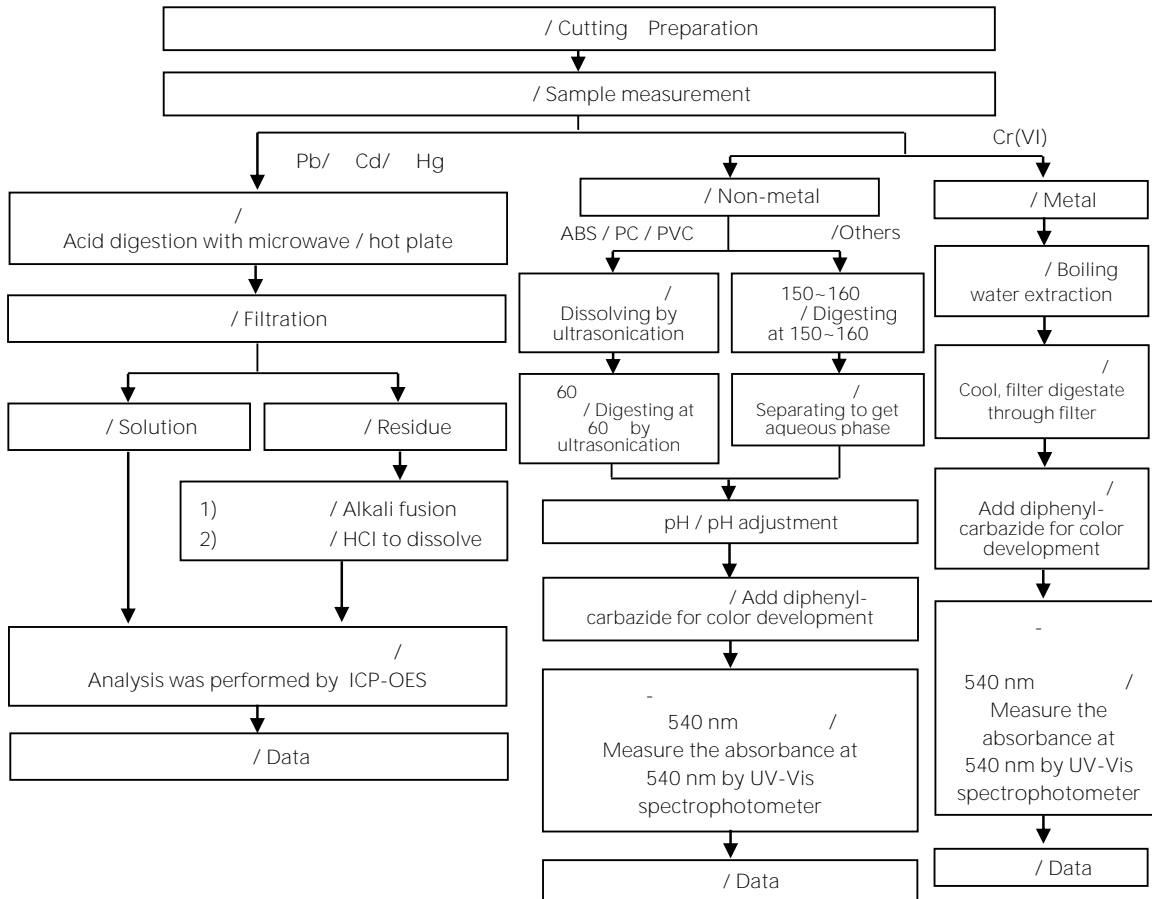 / Cutting Preparation
/ Sample measurement
Pb/ Cd/ Hg
/
Acid digestion with microwave / hot plate
/ Filtration
/ Solution
/ Residue
1) / Alkali fusion
2) / HCl to dissolve
/
Analysis was performed by ICP-OES
/ Data
Cr(VI)
/ Non-metal
ABS / PC / PVC
/Others
/
Dissolving by
ultrasonication
60
/ Digesting at
60 by
ultrasonication
150~160
/ Digesting
at 150~160
/
Separating to get
aqueous phase
pH / pH adjustment
/ Add diphenyl-
carbazide for color development
-
540 nm /
Measure the absorbance at
540 nm by UV-Vis
spectrophotometer
/ Data
/ Metal
/ Boiling
water extraction
/
Cool, filter digestate
through filter
/
Add diphenyl-
carbazide for color
development
-
540 nm /
Measure the
absorbance at
540 nm by UV-Vis
spectrophotometer
/ Data